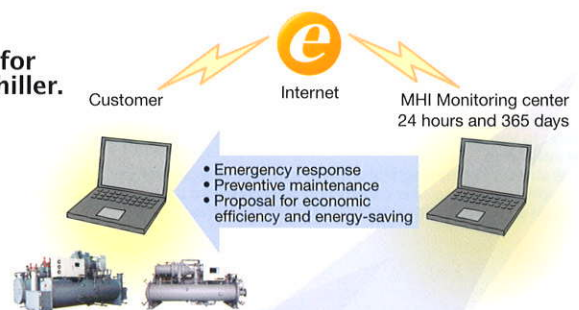 for
hiller.
e
Customer
Internet
MHI Monitoring center
24 hours and 365 days
• Emergency response
• Preventive maintenance
• Proposal for economic
efficiency and energy-saving